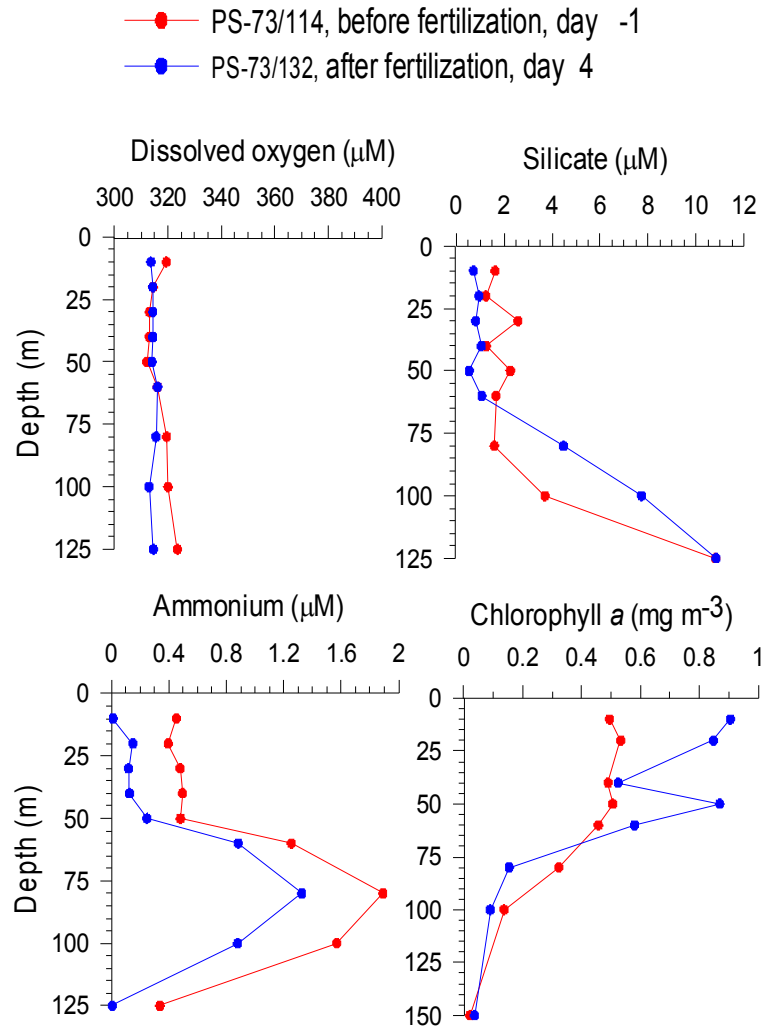 PS-73/114, before fertilization, day -1
PS-73/132, after fertilization, day 4
Dissolved oxygen (μM)
300 320 340 360 380 400
Depth (m)
0
25
50
75
100
125
Silicate (μM)
0 2 4 6 8 10 12
0
25
50
75
100
125
Ammonium (μM)
0 0.4 0.8 1.2 1.6 2
Depth (m)
0
25
50
75
100
125
Chlorophyll a (mg m-3)
0 0.2 0.4 0.6 0.8 1
0
25
50
75
100
125
150